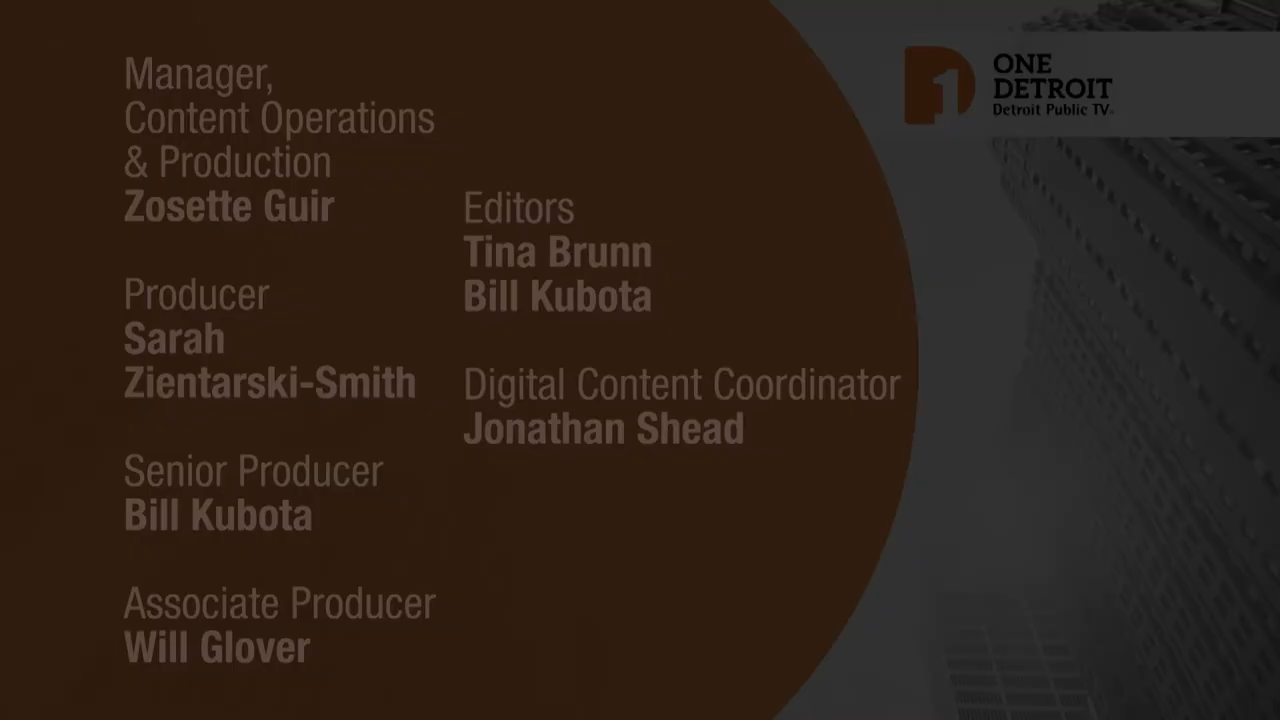 Manager,
Content Operations
& Production
Zosette Guir
Producer
Sarah
Zientarski-Smith
Senior Producer
Bill Kubota
Associate Producer
Will Glover
Editors
Tina Brunn
Bill Kubota
Digital Content Coordinator
Jonathan Shead
1
ONE
DETROIT
Detroit Public TV